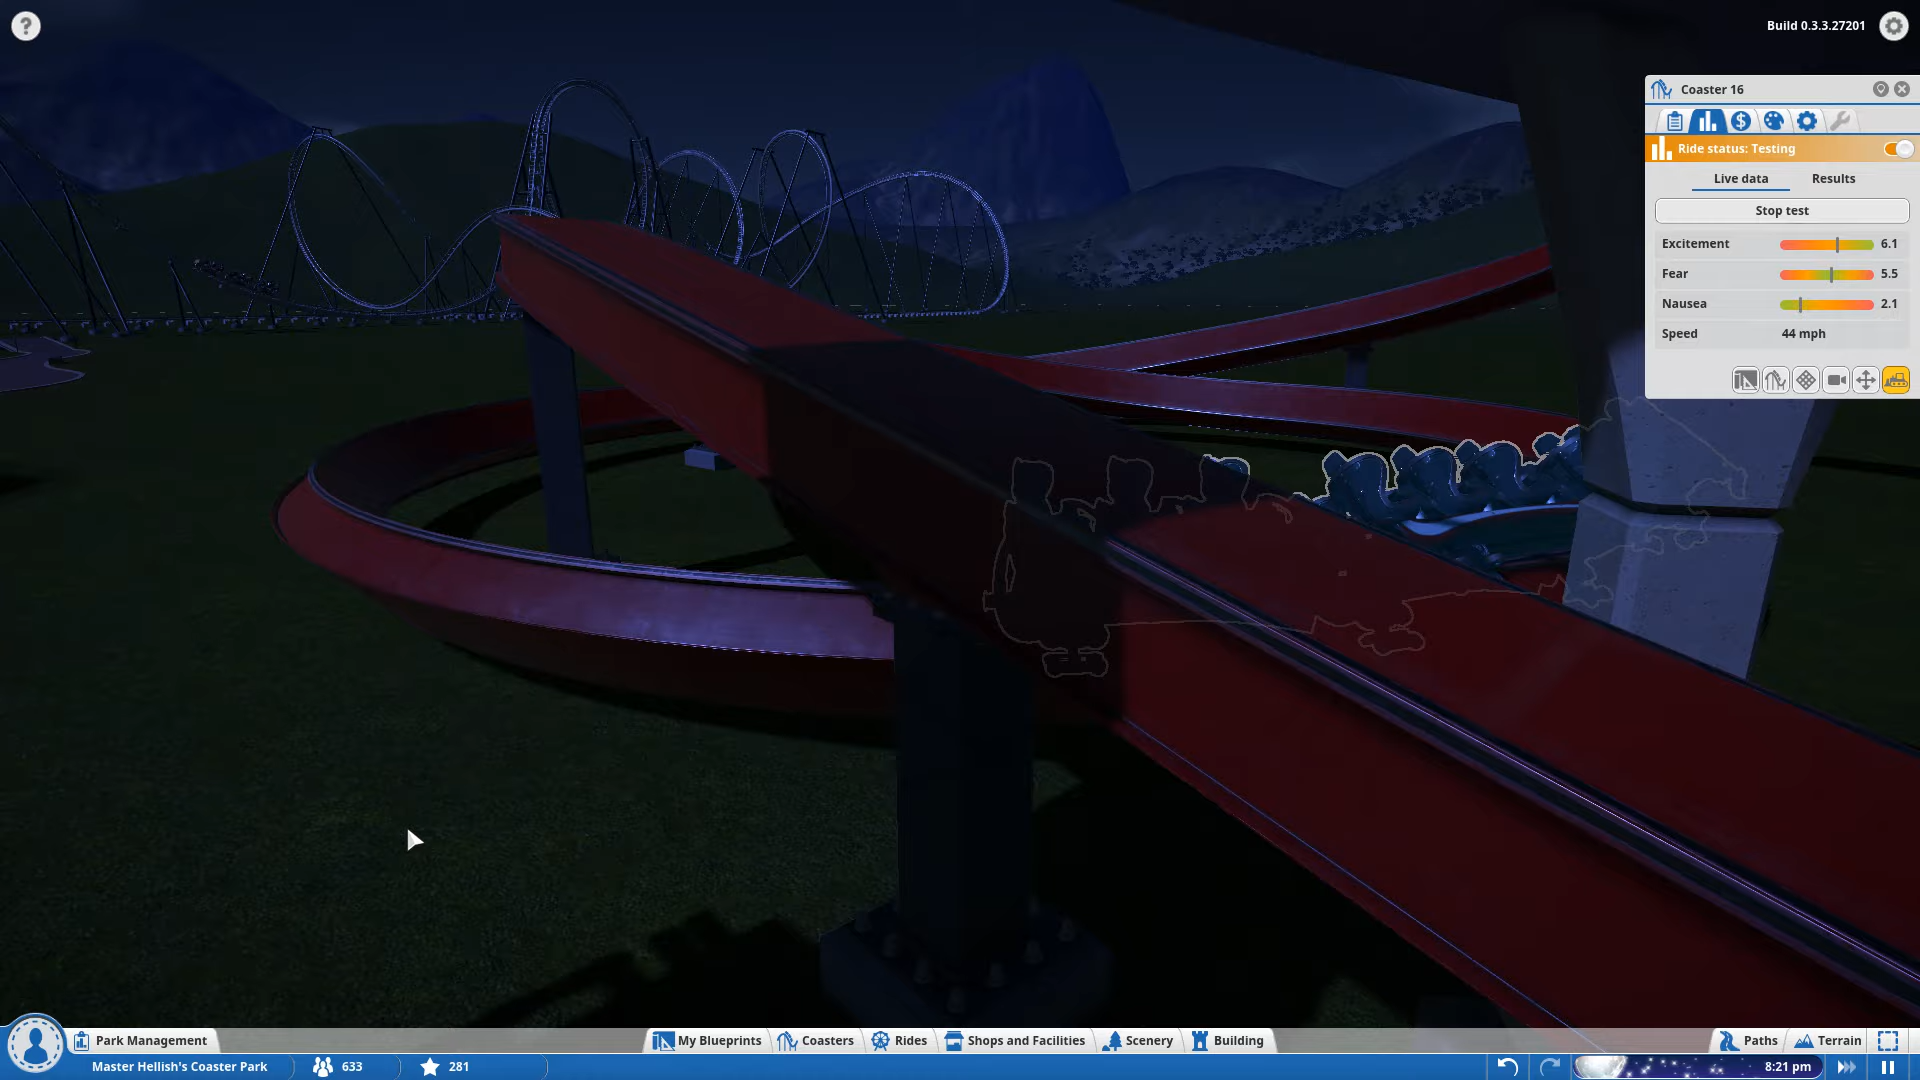 ?
Build 0.3.3.27201
Coaster 16
Ride status: Testing
Live data Results
Stop test
Excitement 6.1
Fear 5.5
Nausea 2.1
Speed 44 mph
Park Management My Blueprints Coasters Rides Shops and Facilities Scenery Building Paths Terrain
Master Hellish's Coaster Park 633 281 8:21 pm